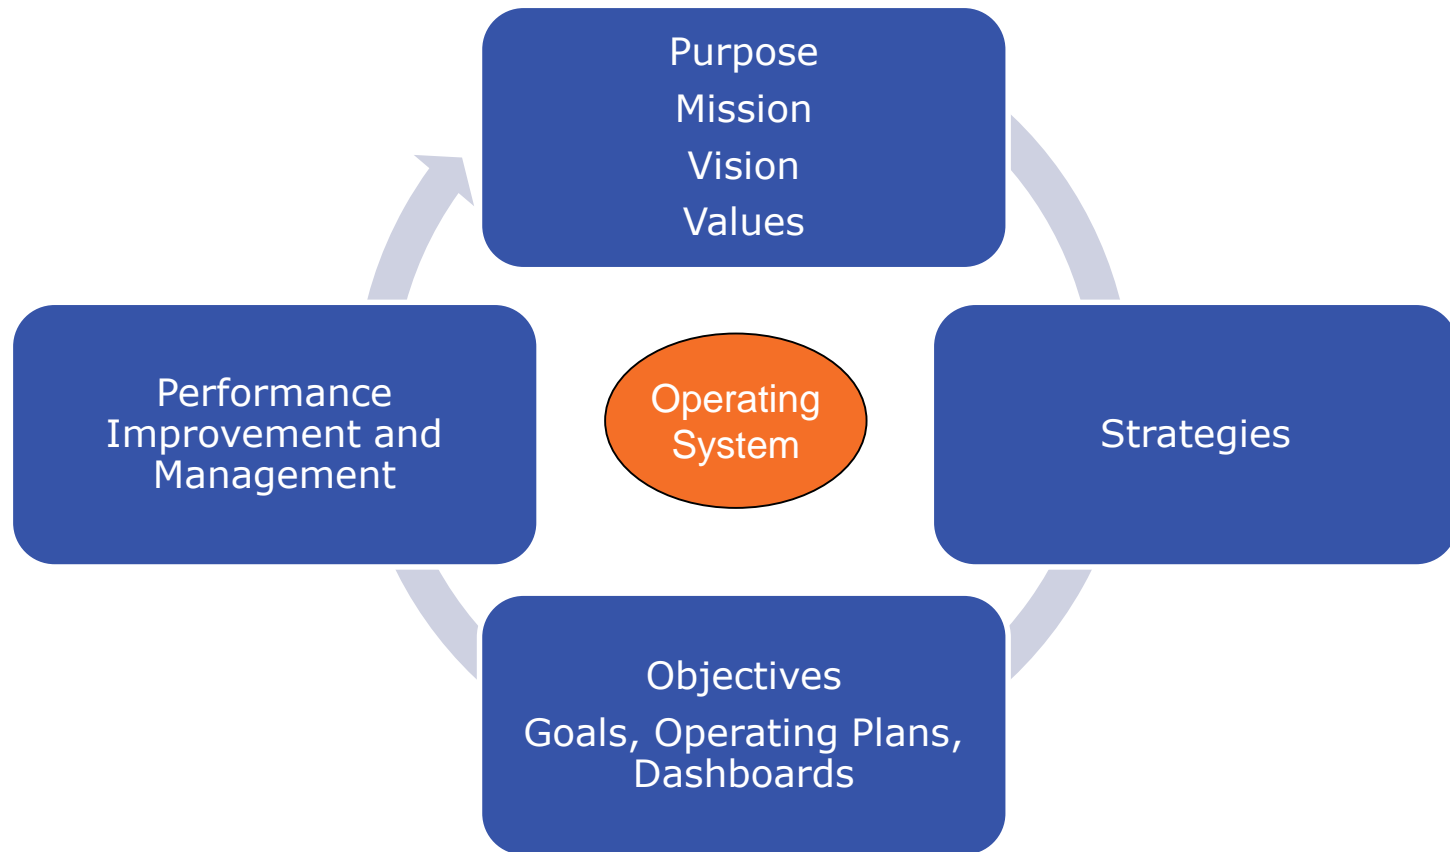 Purpose
Mission
Vision
Values
Performance
Improvement and
Management
Operating
System
Strategies
Objectives
Goals, Operating Plans,
Dashboards